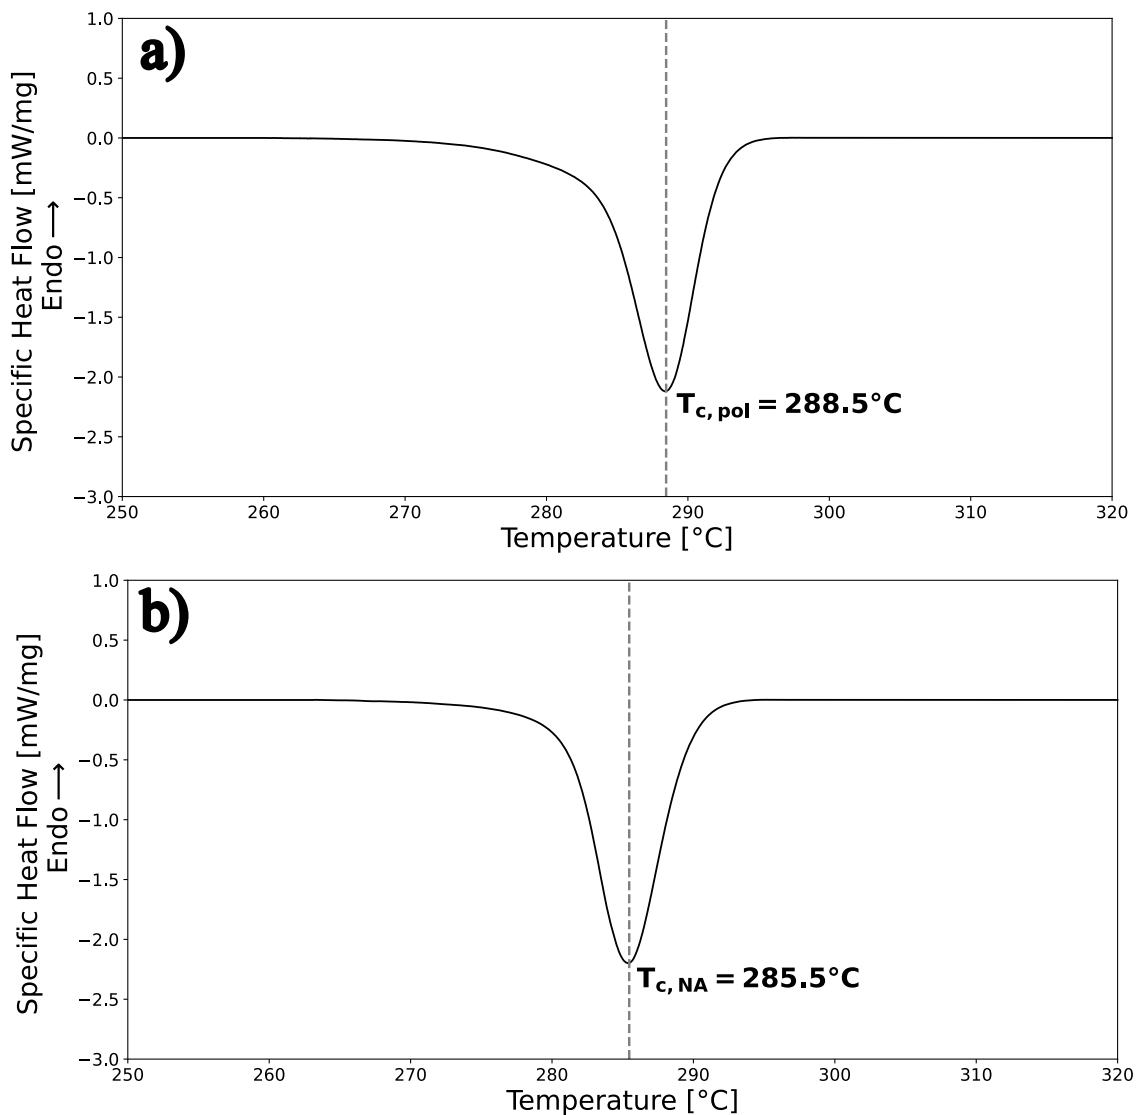 a)
1.0
0.5
0.0
−0.5
−1.0
−1.5
−2.0
−2.5
−3.0
Specific Heat Flow [mW/mg]
Endo ⟶
T_c, pol = 288.5°C
250 260 270 280 290 300 310 320
Temperature [°C]
b)
1.0
0.5
0.0
−0.5
−1.0
−1.5
−2.0
−2.5
−3.0
Specific Heat Flow [mW/mg]
Endo ⟶
T_c, NA = 285.5°C
250 260 270 280 290 300 310 320
Temperature [°C]